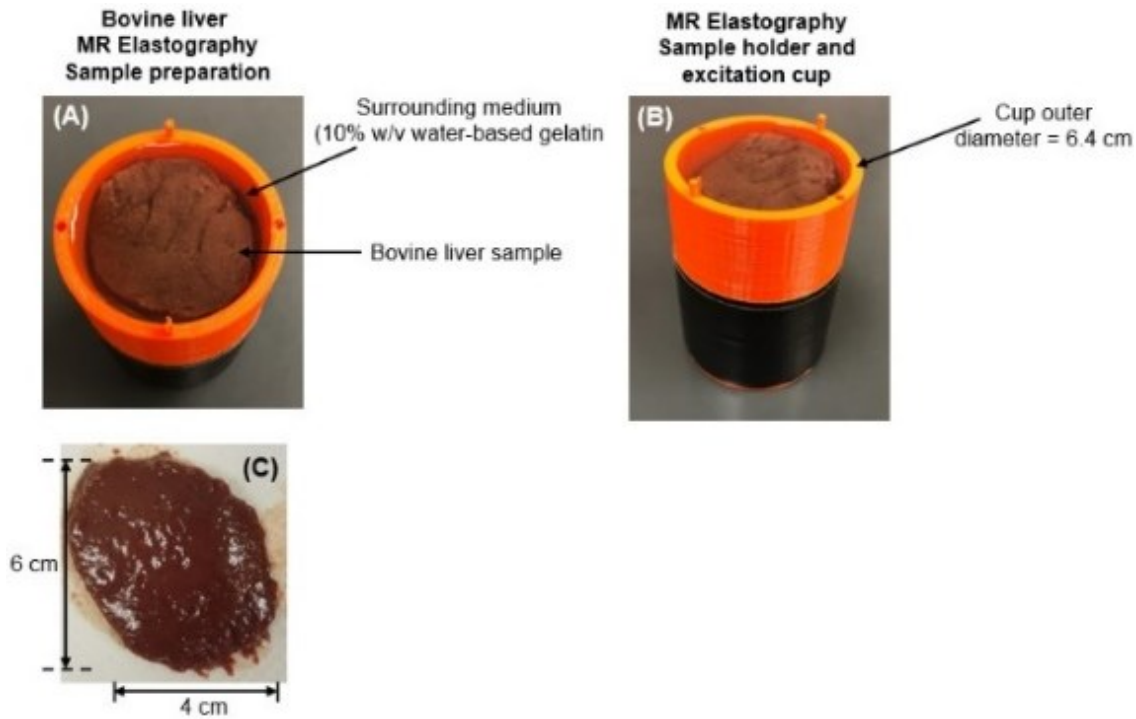 Bovine liver
MR Elastography
Sample preparation
(A)
Surrounding medium
(10% w/v water-based gelatin
Bovine liver sample
MR Elastography
Sample holder and
excitation cup
(B)
Cup outer
diameter = 6.4 cm
(C)
6 cm
4 cm